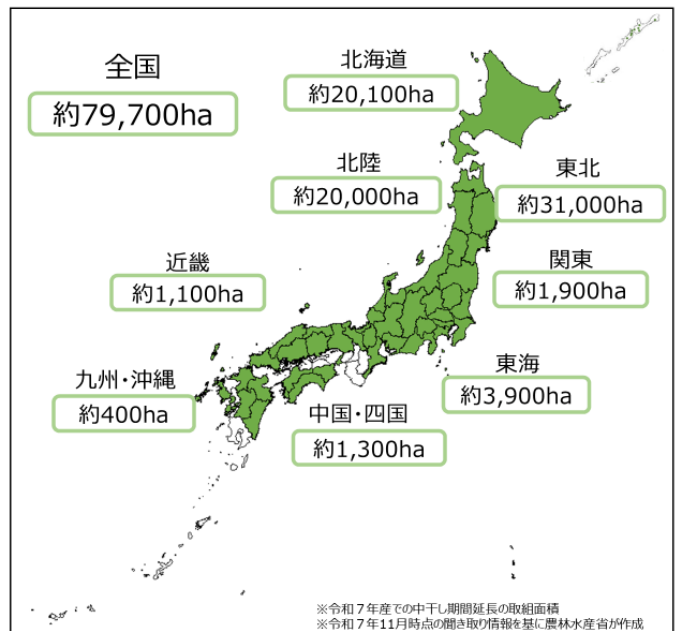 全国
約79,700ha
北海道
約20,100ha
北陸
約20,000ha
東北
約31,000ha
近畿
約1,100ha
関東
約1,900ha
九州・沖縄
約400ha
中国・四国
約1,300ha
東海
約3,900ha
※令和7年産での中干し期間延長の取組面積
※令和7年11月時点の聞き取り情報を基に農林水産省が作成